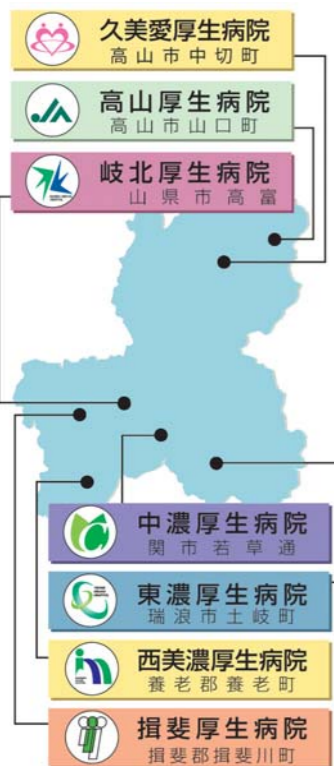 久美愛厚生病院
高山市中切町
高山厚生病院
高山市山口町
岐北厚生病院
山県市高富
中濃厚生病院
関市若草通
東濃厚生病院
瑞浪市土岐町
西美濃厚生病院
養老郡養老町
揖斐厚生病院
揖斐郡揖斐川町